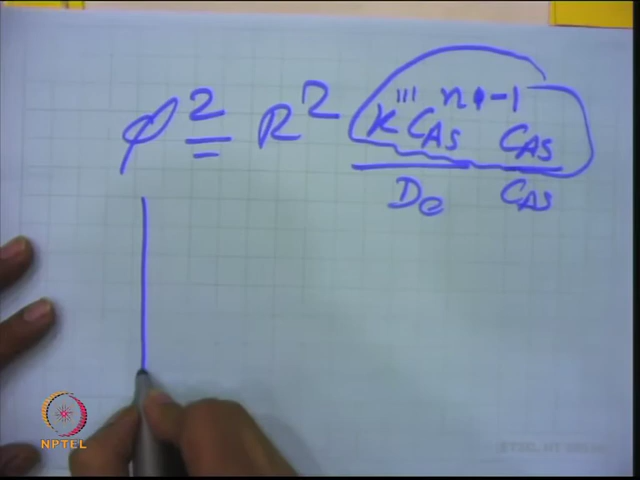 φ² = R² k''' C_AS^(n-1) C_AS
D_e C_AS
NPTEL